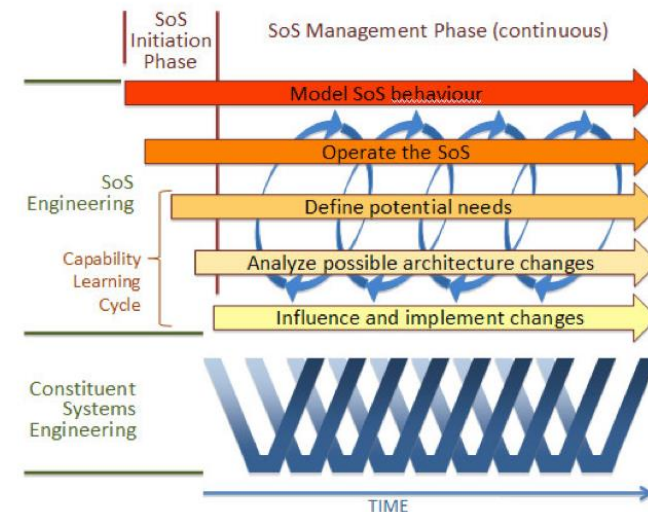 SoS
Initiation
Phase
SoS Management Phase (continuous)
Model SoS behaviour
Operate the SoS
SoS
Engineering
Define potential needs
Capability
Learning
Cycle
Analyze possible architecture changes
Influence and implement changes
Constituent
Systems
Engineering
TIME